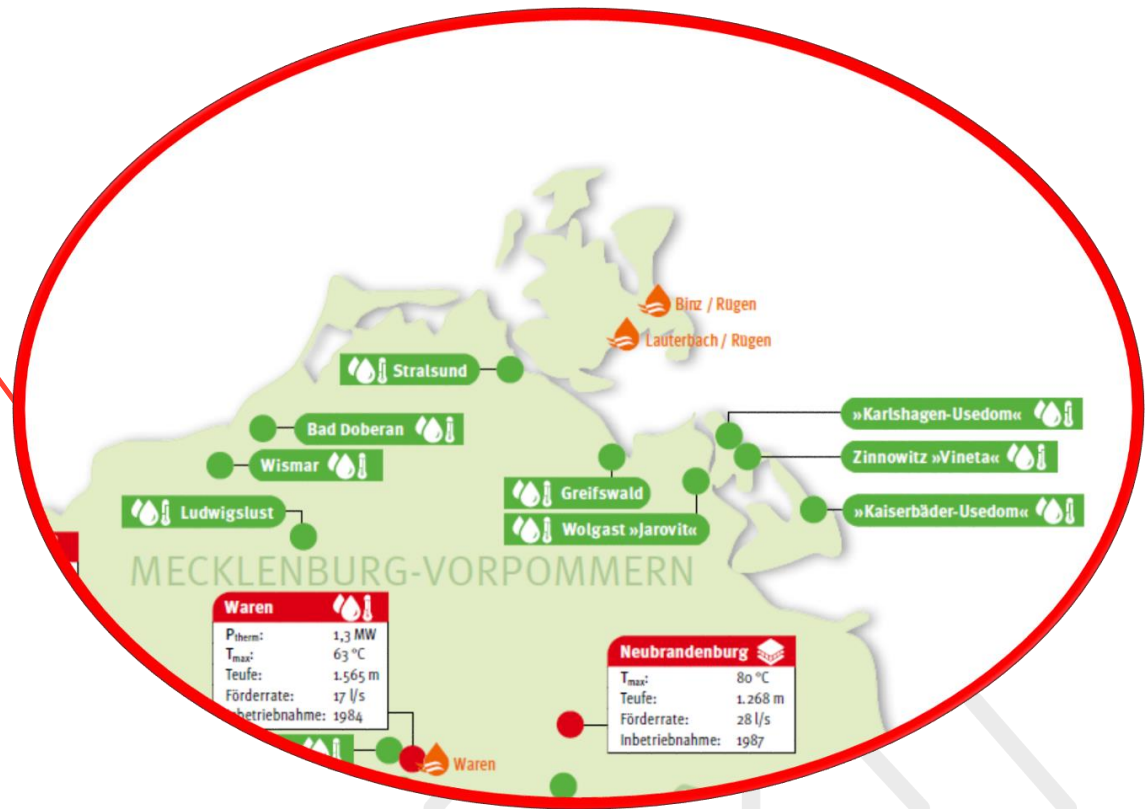 Binz / Rügen
Lauterbach / Rügen
Stralsund
»Karlshagen-Usedom«
Bad Doberan
Zinnowitz »Vineta«
Wismar
Greifswald
Ludwigslust
»Kaiserbäder-Usedom«
Wolgast »Jarovit«
MECKLENBURG-VORPOMMERN
Waren
Ptherm: 1,3 MW
Tmax: 63 °C
Teufe: 1.565 m
Förderrate: 17 l/s
nbetriebnahme: 1984
Neubrandenburg
Tmax: 80 °C
Teufe: 1.268 m
Förderrate: 28 l/s
Inbetriebnahme: 1987
Waren